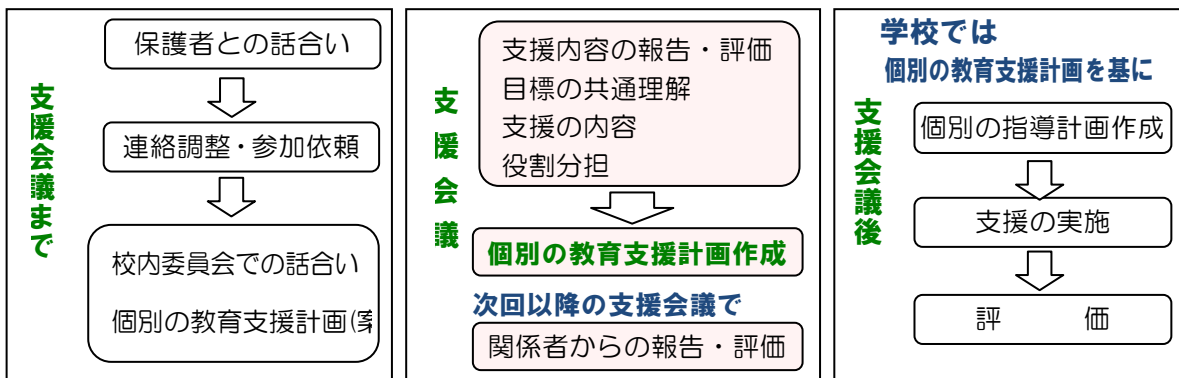 支援会議まで
保護者との話合い
連絡調整・参加依頼
校内委員会での話合い
個別の教育支援計画(案
支援会議
支援内容の報告・評価
目標の共通理解
支援の内容
役割分担
個別の教育支援計画作成
次回以降の支援会議で
関係者からの報告・評価
学校では
個別の教育支援計画を基に
支援会議後
個別の指導計画作成
支援の実施
評　　価